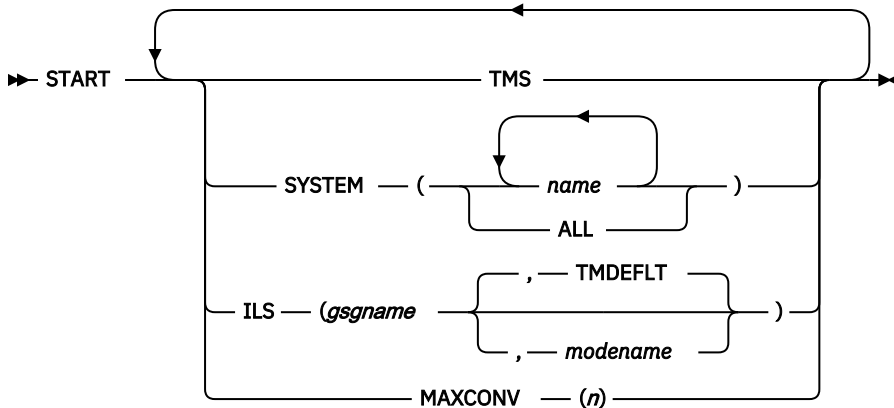 START TMS
SYSTEM ( name )
ALL
, TMDEFLT
ILS (gsgname )
, modename
MAXCONV (n)